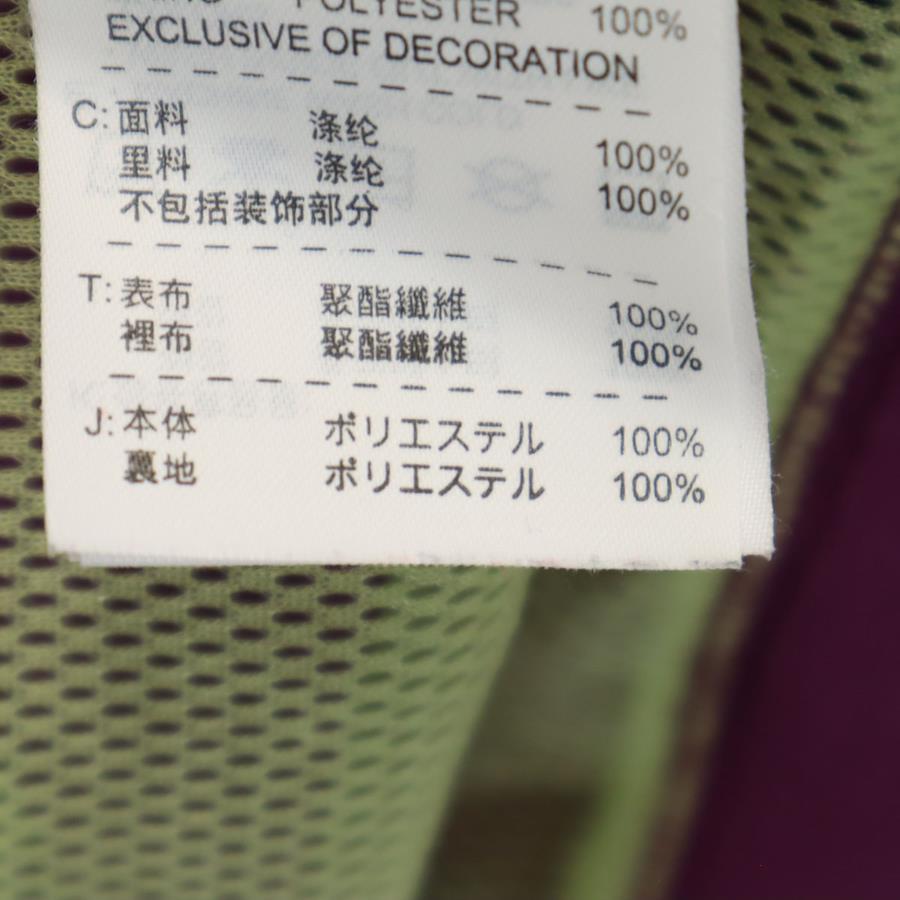 POLYESTER 100%
EXCLUSIVE OF DECORATION
C: 面料 涤纶 100%
里料 涤纶 100%
不包括装饰部分
T: 表布 聚酯纖維 100%
裡布 聚酯纖維 100%
J: 本体 ポリエステル 100%
裏地 ポリエステル 100%